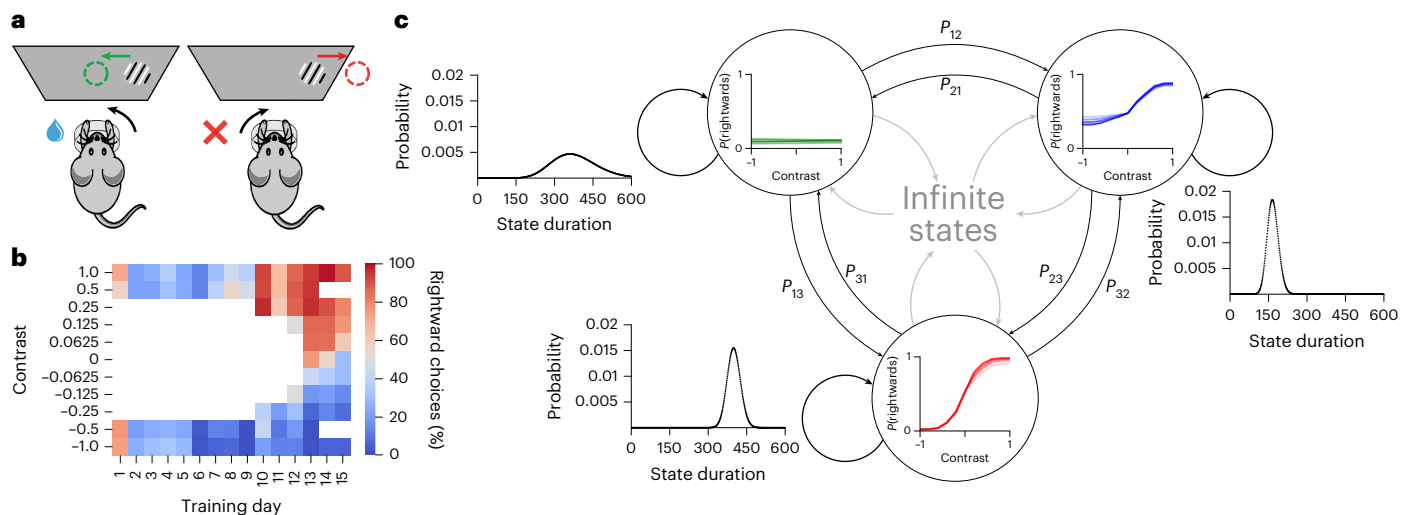 a
b
Contrast
1.0
0.5
0.25
0.125
0.0625
0
−0.0625
−0.125
−0.25
−0.5
−1.0
1 2 3 4 5 6 7 8 9 10 11 12 13 14 15
Training day
100
80
60
40
20
0
Rightward choices (%)
c
Probability
0.02
0.015
0.01
0.005
0 150 300 450 600
State duration
P(rightwards)
1
0
−1 1
Contrast
P12
P21
P(rightwards)
1
0
−1 1
Contrast
Infinite
states
P13
P31
P23
P32
Probability
0.02
0.015
0.01
0.005
0 150 300 450 600
State duration
Probability
0.02
0.015
0.01
0.005
0 150 300 450 600
State duration
P(rightwards)
1
0
−1 1
Contrast